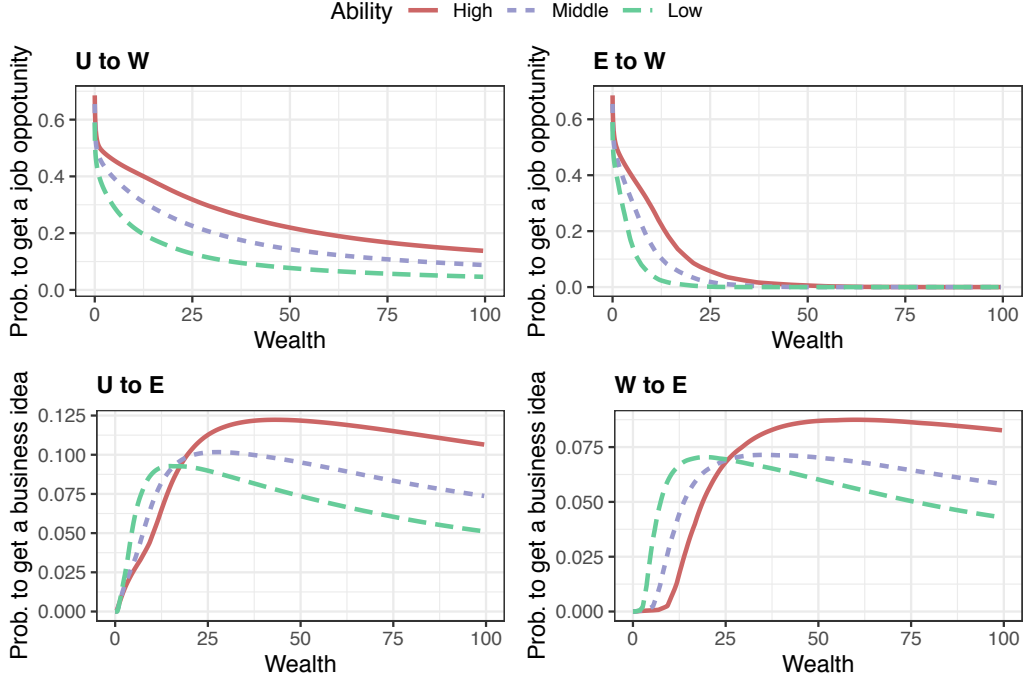 Ability High Middle Low
U to W
Prob. to get a job oppotunity
0.6
0.4
0.2
0.0
0 25 50 75 100
Wealth
E to W
Prob. to get a job oppotunity
0.6
0.4
0.2
0.0
0 25 50 75 100
Wealth
U to E
Prob. to get a business idea
0.125
0.100
0.075
0.050
0.025
0.000
0 25 50 75 100
Wealth
W to E
Prob. to get a business idea
0.075
0.050
0.025
0.000
0 25 50 75 100
Wealth